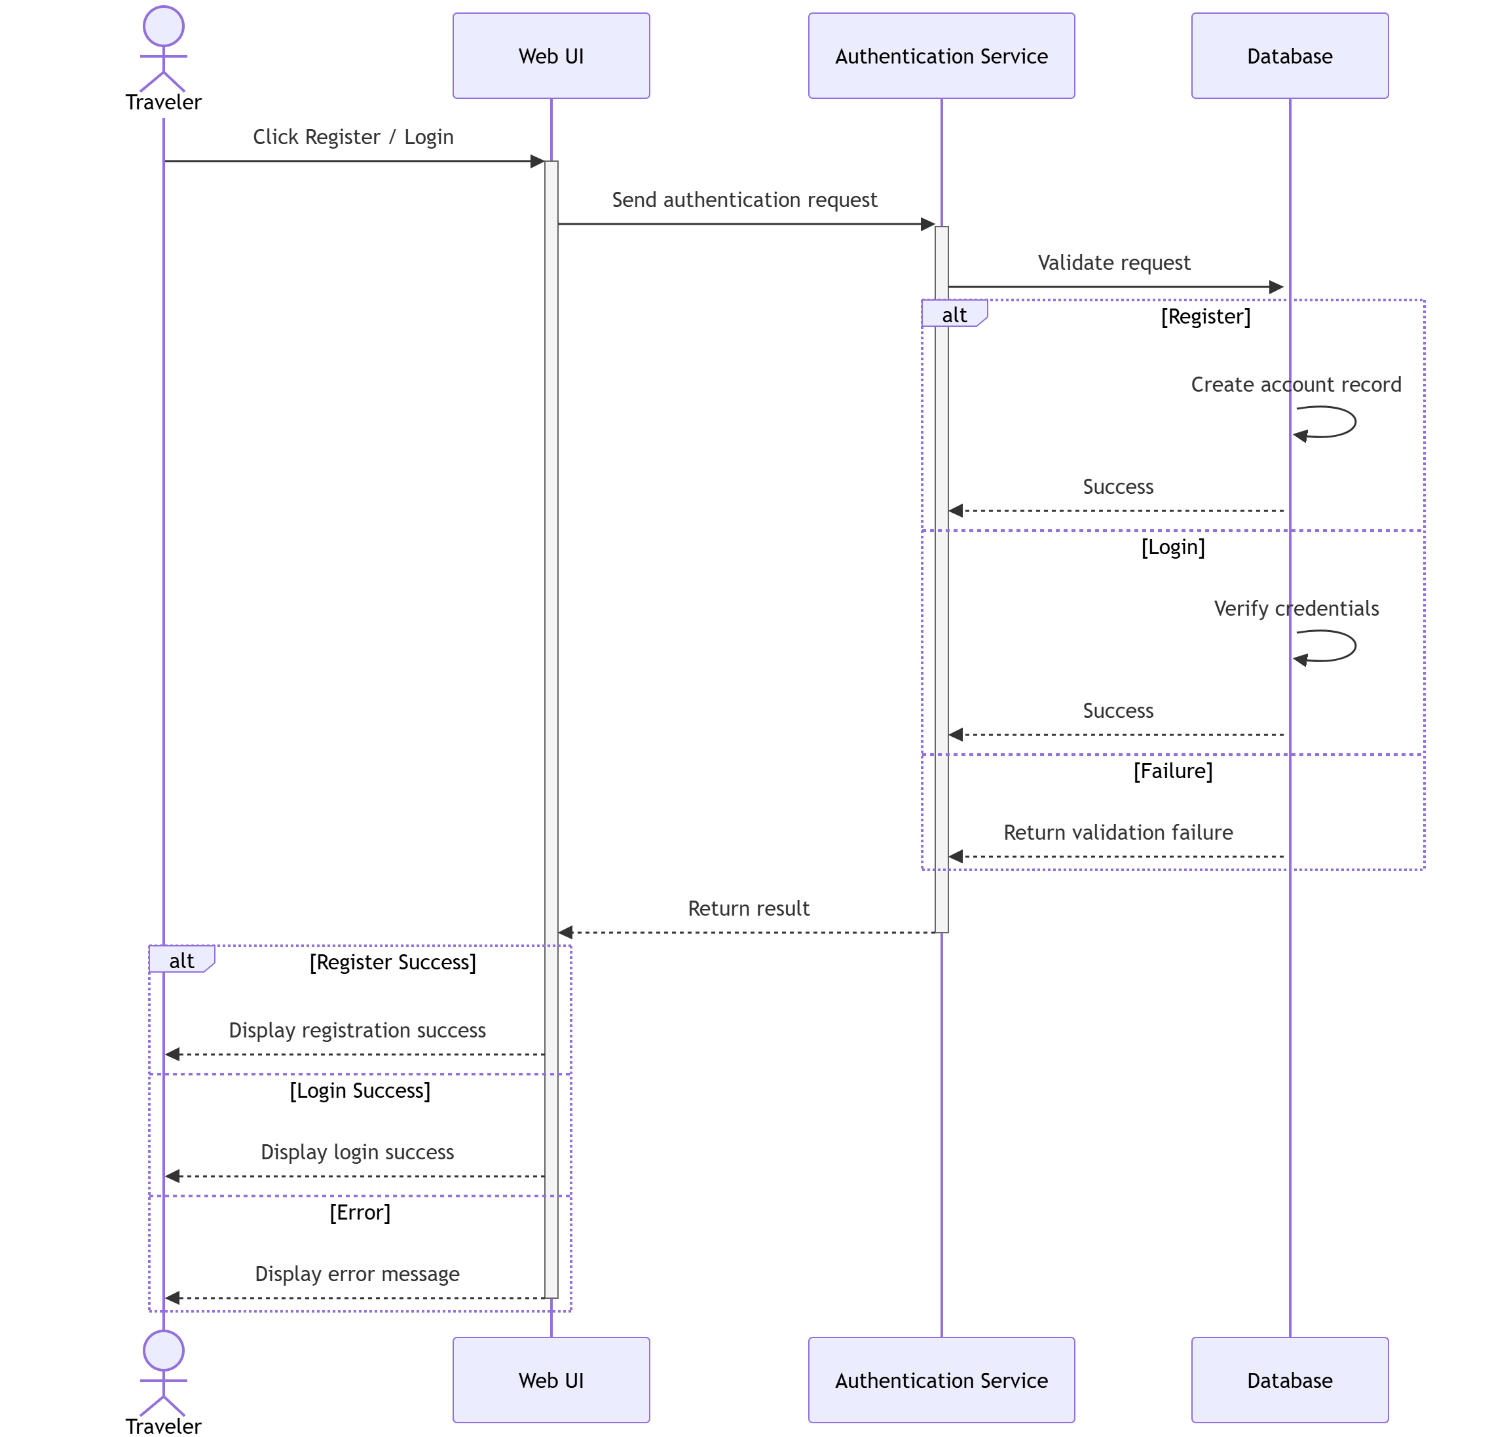 Traveler
Web UI
Authentication Service
Database
Click Register / Login
Send authentication request
Validate request
alt
[Register]
Create account record
Success
[Login]
Verify credentials
Success
[Failure]
Return validation failure
Return result
alt
[Register Success]
Display registration success
[Login Success]
Display login success
[Error]
Display error message
Traveler
Web UI
Authentication Service
Database